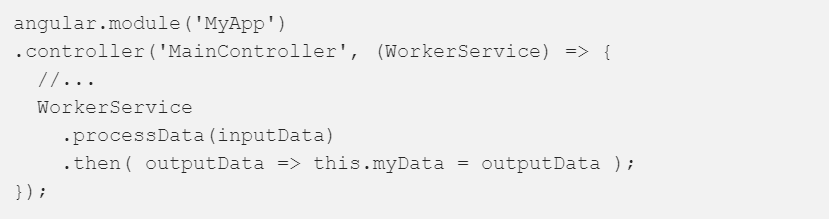 angular.module('MyApp')
.controller('MainController', (WorkerService) => {
  //...
  WorkerService
    .processData(inputData)
    .then( outputData => this.myData = outputData );
});